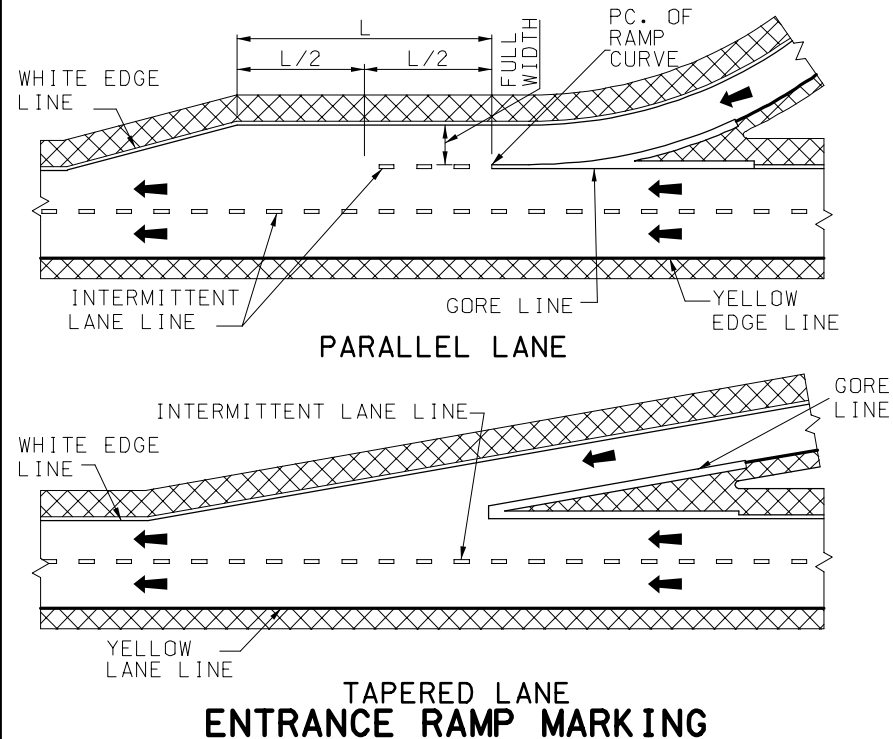 L
L/2
L/2
FULL
WIDTH
PC. OF
RAMP
CURVE
WHITE EDGE
LINE
INTERMITTENT
LANE LINE
GORE LINE
YELLOW
EDGE LINE
PARALLEL LANE
GORE
LINE
INTERMITTENT LANE LINE
WHITE EDGE
LINE
YELLOW
LANE LINE
TAPERED LANE
ENTRANCE RAMP MARKING